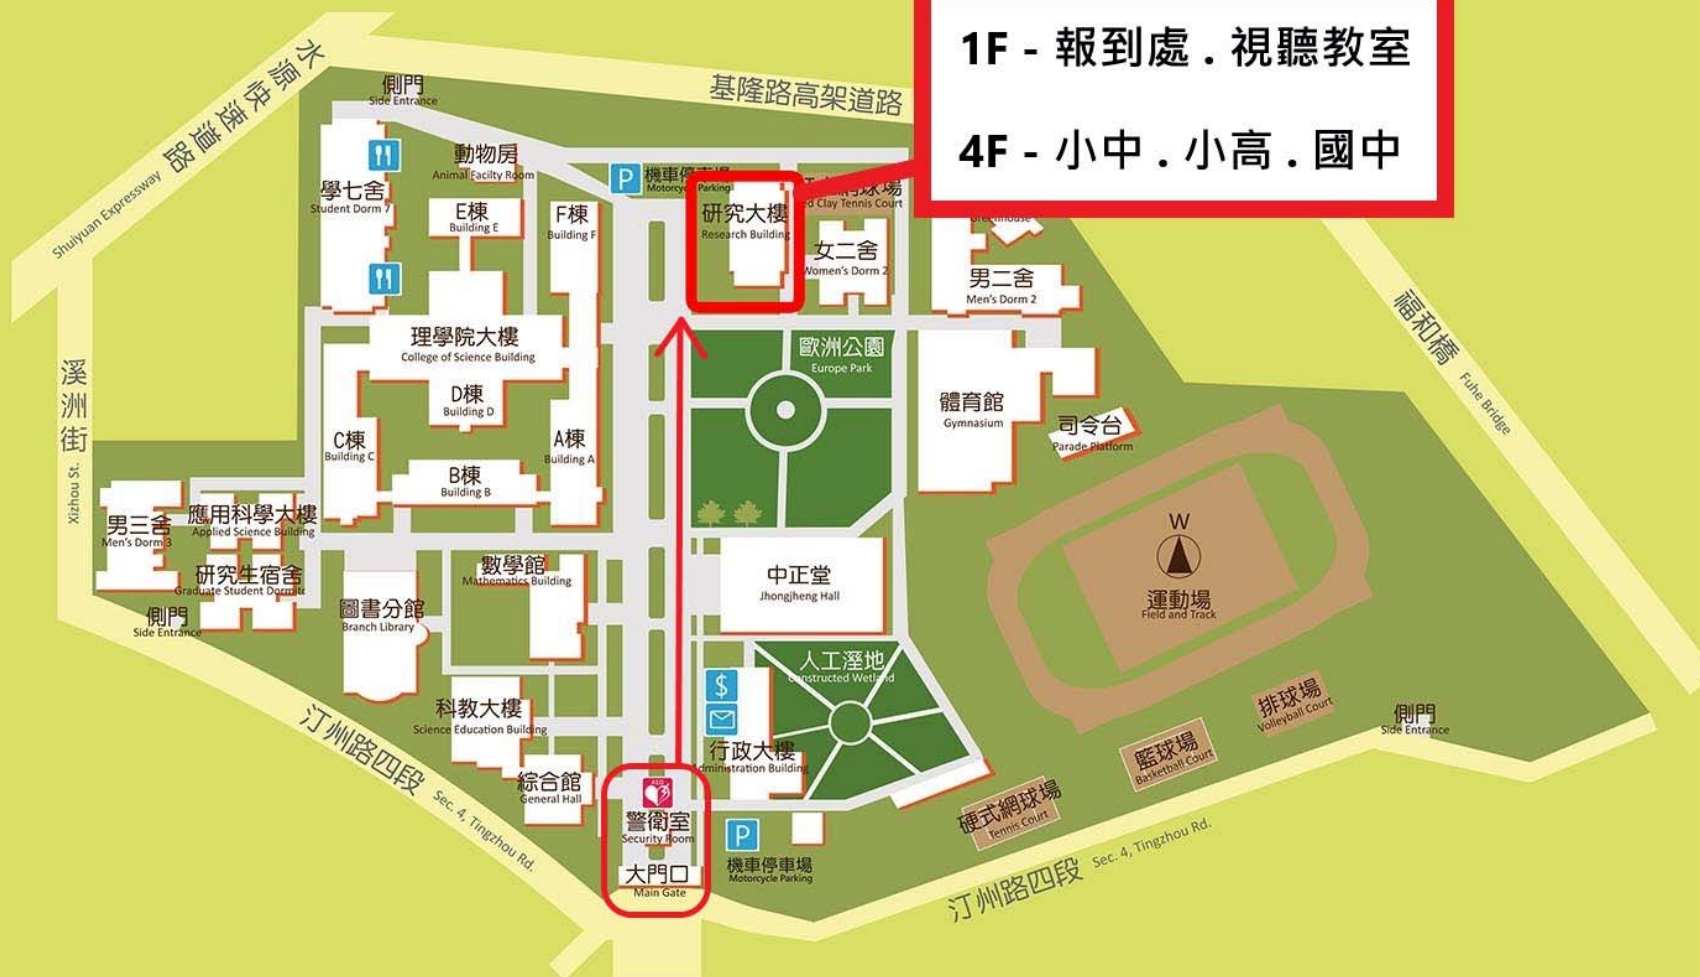 1F - 報到處 . 視聽教室
4F - 小中 . 小高 . 國中
水源快速道路
Shuiyuan Expressway
基隆路高架道路
側門
Side Entrance
動物房
Animal Facilty Room
P
機車停車場
Motorcycle Parking
球場
Clay Tennis Court
學七舍
Student Dorm 7
E棟
Building E
F棟
Building F
研究大樓
Research Building
女二舍
Women's Dorm 2
男二舍
Men's Dorm 2
福和橋
Fuhe Bridge
理學院大樓
College of Science Building
歐洲公園
Europe Park
溪洲街
Xizhou St.
D棟
Building D
體育館
Gymnasium
司令台
Parade Platform
C棟
Building C
A棟
Building A
B棟
Building B
男三舍
Men's Dorm 3
應用科學大樓
Applied Science Building
W
運動場
Field and Track
研究生宿舍
Graduate Student Dormito
數學館
Mathematics Building
中正堂
Jhongjheng Hall
側門
Side Entrance
圖書分館
Branch Library
人工溼地
Constructed Wetland
$
科教大樓
Science Education Building
行政大樓
Administration Building
排球場
Volleyball Court
側門
Side Entrance
籃球場
Basketball Court
汀州路四段
Sec. 4, Tingzhou Rd.
綜合館
General Hall
AED
警衛室
Security Room
硬式網球場
Tennis Court
P
機車停車場
Motorcycle Parking
大門口
Main Gate
汀州路四段
Sec. 4, Tingzhou Rd.